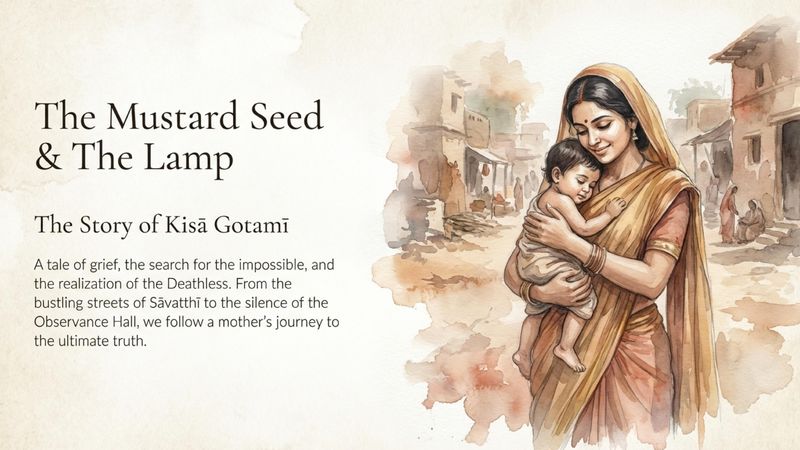 The Mustard Seed
& The Lamp
The Story of Kisā Gotamī
A tale of grief, the search for the impossible, and
the realization of the Deathless. From the
bustling streets of Sāvatthī to the silence of the
Observance Hall, we follow a mother’s journey to
the ultimate truth.